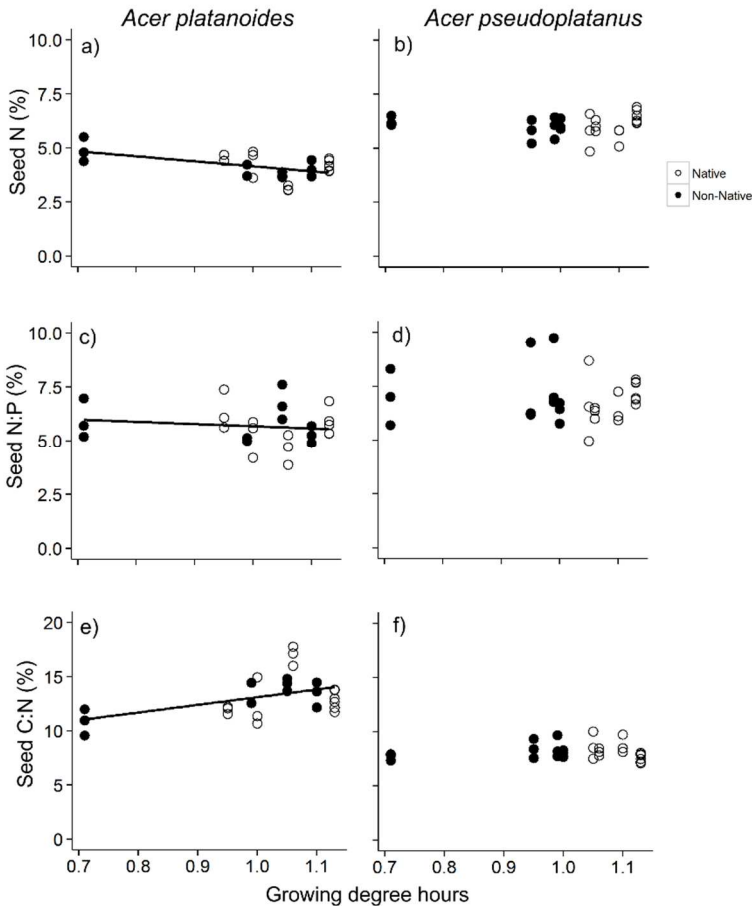 Acer platanoides
Acer pseudoplatanus
a)
b)
10.0
7.5
5.0
2.5
0.0
Seed N (%)
Native
Non-Native
c)
d)
10.0
7.5
5.0
2.5
0.0
Seed N:P (%)
e)
f)
20
15
10
5
0
Seed C:N (%)
0.7 0.8 0.9 1.0 1.1 0.7 0.8 0.9 1.0 1.1
Growing degree hours